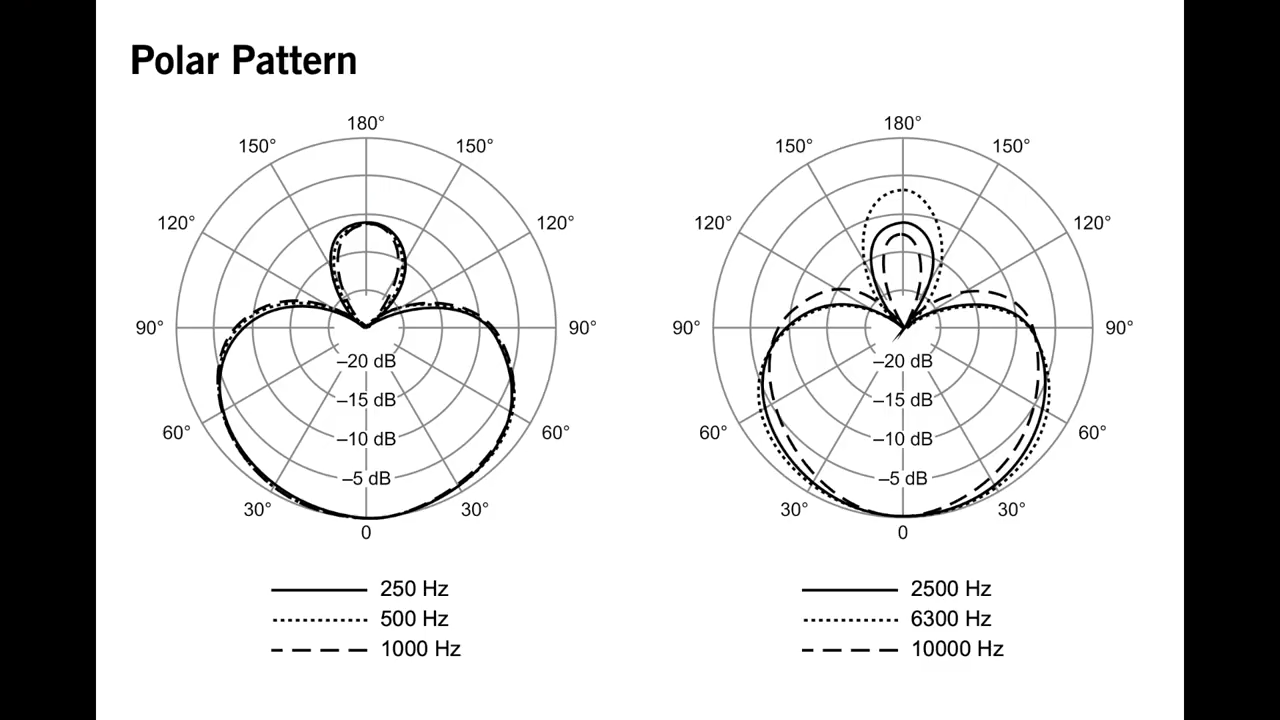 Polar Pattern
180°
150° 150°
120° 120°
90° 90°
–20 dB
–15 dB
60° 60°
–10 dB
–5 dB
30° 30°
0
250 Hz
500 Hz
1000 Hz
180°
150° 150°
120° 120°
90° 90°
–20 dB
–15 dB
60° 60°
–10 dB
–5 dB
30° 30°
0
2500 Hz
6300 Hz
10000 Hz